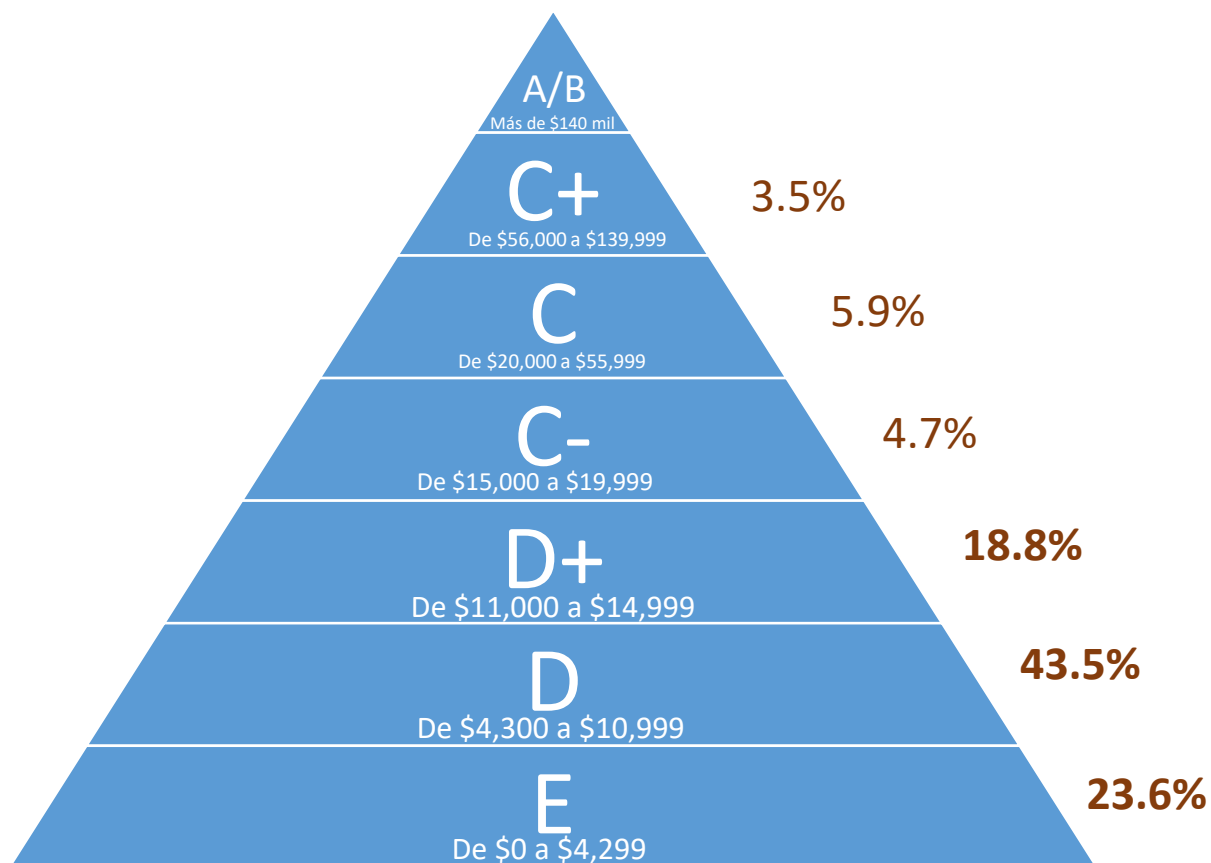 A/B
Más de $140 mil
C+
De $56,000 a $139,999
3.5%
C
De $20,000 a $55,999
5.9%
C-
De $15,000 a $19,999
4.7%
D+
De $11,000 a $14,999
18.8%
D
De $4,300 a $10,999
43.5%
E
De $0 a $4,299
23.6%